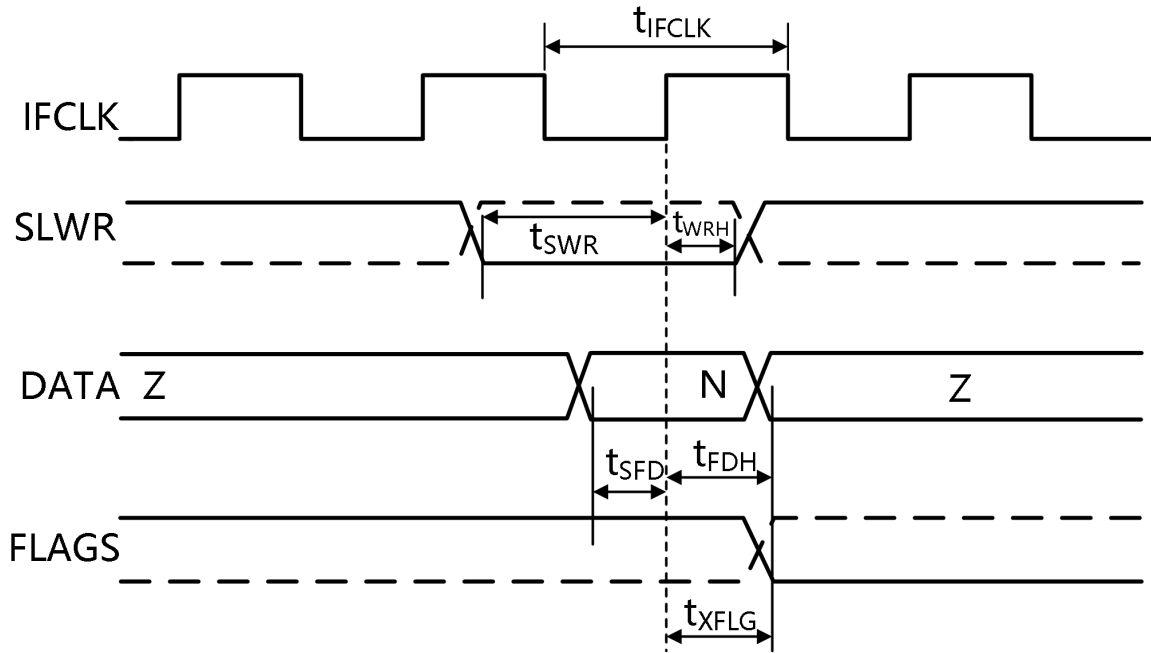 tIFCLK
IFCLK
SLWR
tSWR
tWRH
DATA
Z
N
Z
tSFD
tFDH
FLAGS
tXFLG